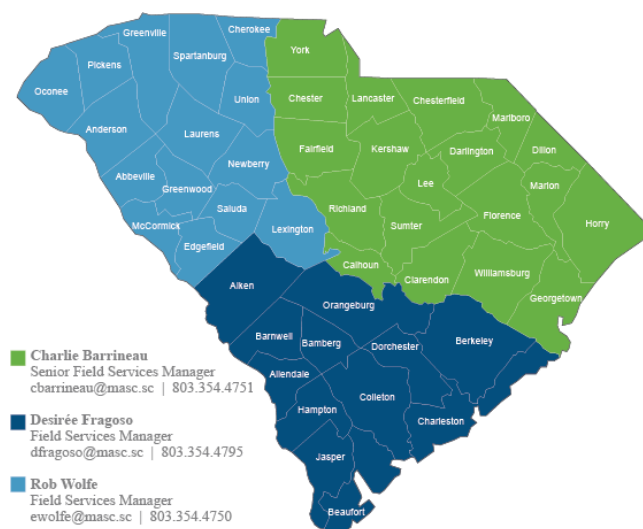 Cherokee
Greenville
York
Spartanburg
Pickens
Oconee
Union
Chester
Lancaster
Chesterfield
Marlboro
Anderson
Laurens
Fairfield
Kershaw
Darlington
Dillon
Newberry
Abbeville
Greenwood
Lee
Marion
Saluda
Richland
Florence
McCormick
Lexington
Sumter
Horry
Edgefield
Calhoun
Clarendon
Williamsburg
Aiken
Georgetown
Orangeburg
Barnwell
Bamberg
Dorchester
Berkeley
Allendale
Colleton
Hampton
Charleston
Jasper
Beaufort
Charlie Barrineau
Senior Field Services Manager
cbarrineau@masc.sc | 803.354.4751
Desirée Fragoso
Field Services Manager
dfragoso@masc.sc | 803.354.4795
Rob Wolfe
Field Services Manager
ewolfe@masc.sc | 803.354.4750